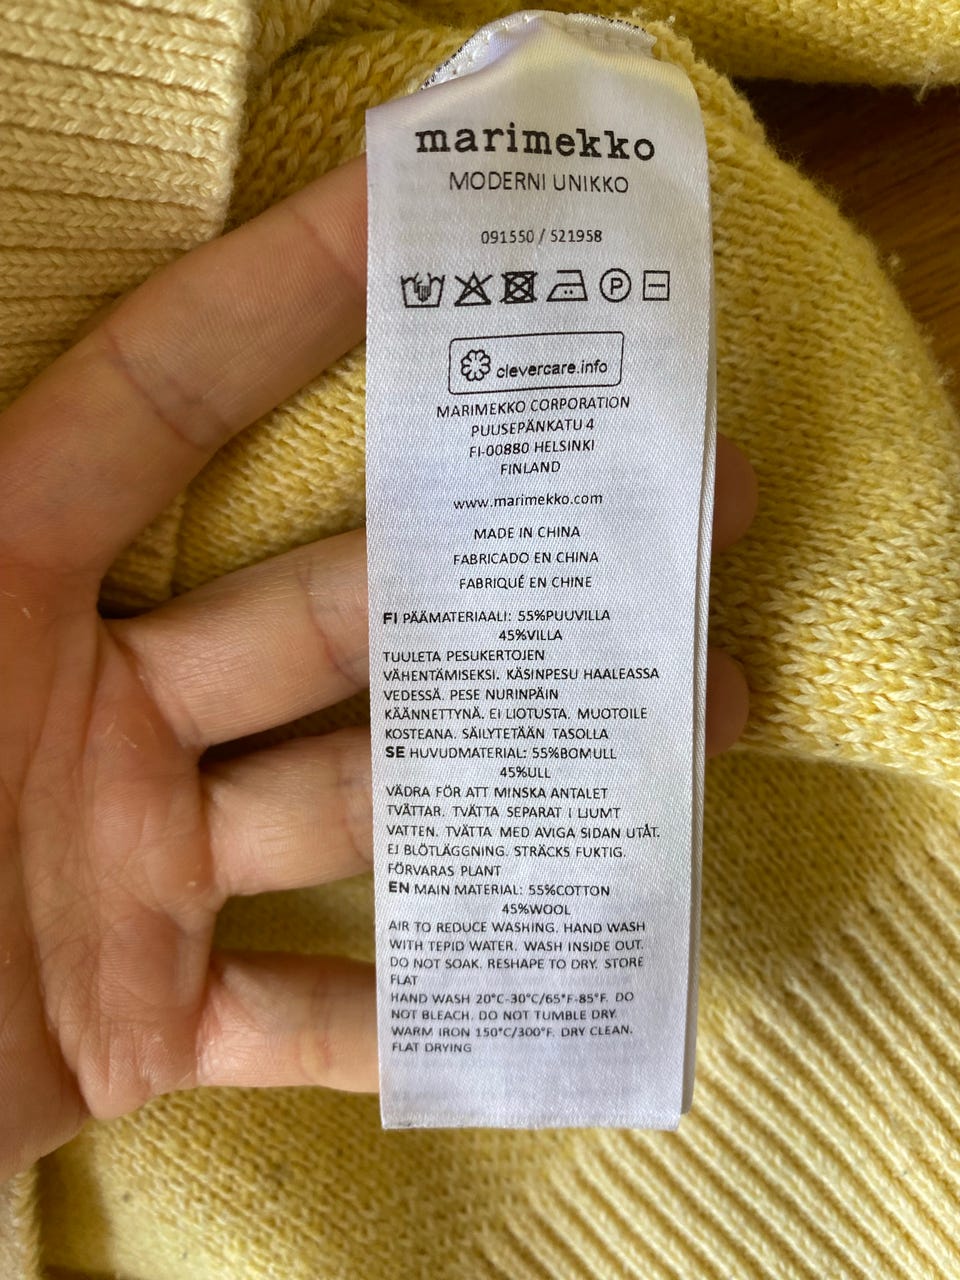 marimekko
MODERNI UNIKKO
091550 / 521958
P
clevercare.info
MARIMEKKO CORPORATION
PUUSEPÄNKATU 4
FI-00880 HELSINKI
FINLAND
www.marimekko.com
MADE IN CHINA
FABRICADO EN CHINA
FABRIQUÉ EN CHINE
FI PÄÄMATERIAALI: 55%PUUVILLA
45%VILLA
TUULETA PESUKERTOJEN
VÄHENTÄMISEKSI. KÄSINPESU HAALEASSA
VEDESSÄ. PESE NURINPÄIN
KÄÄNNETTYNÄ. EI LIOTUSTA. MUOTOILE
KOSTEANA. SÄILYTETÄÄN TASOLLA
SE HUVUDMATERIAL: 55%BOMULL
45%ULL
VÄDRA FÖR ATT MINSKA ANTALET
TVÄTTAR. TVÄTTA SEPARAT I LJUMT
VATTEN. TVÄTTA MED AVIGA SIDAN UTÅT.
EJ BLÖTLÄGGNING. STRÄCKS FUKTIG.
FÖRVARAS PLANT
EN MAIN MATERIAL: 55%COTTON
45%WOOL
AIR TO REDUCE WASHING. HAND WASH
WITH TEPID WATER. WASH INSIDE OUT.
DO NOT SOAK. RESHAPE TO DRY. STORE
FLAT
HAND WASH 20°C-30°C/65°F-85°F. DO
NOT BLEACH. DO NOT TUMBLE DRY.
WARM IRON 150°C/300°F. DRY CLEAN.
FLAT DRYING